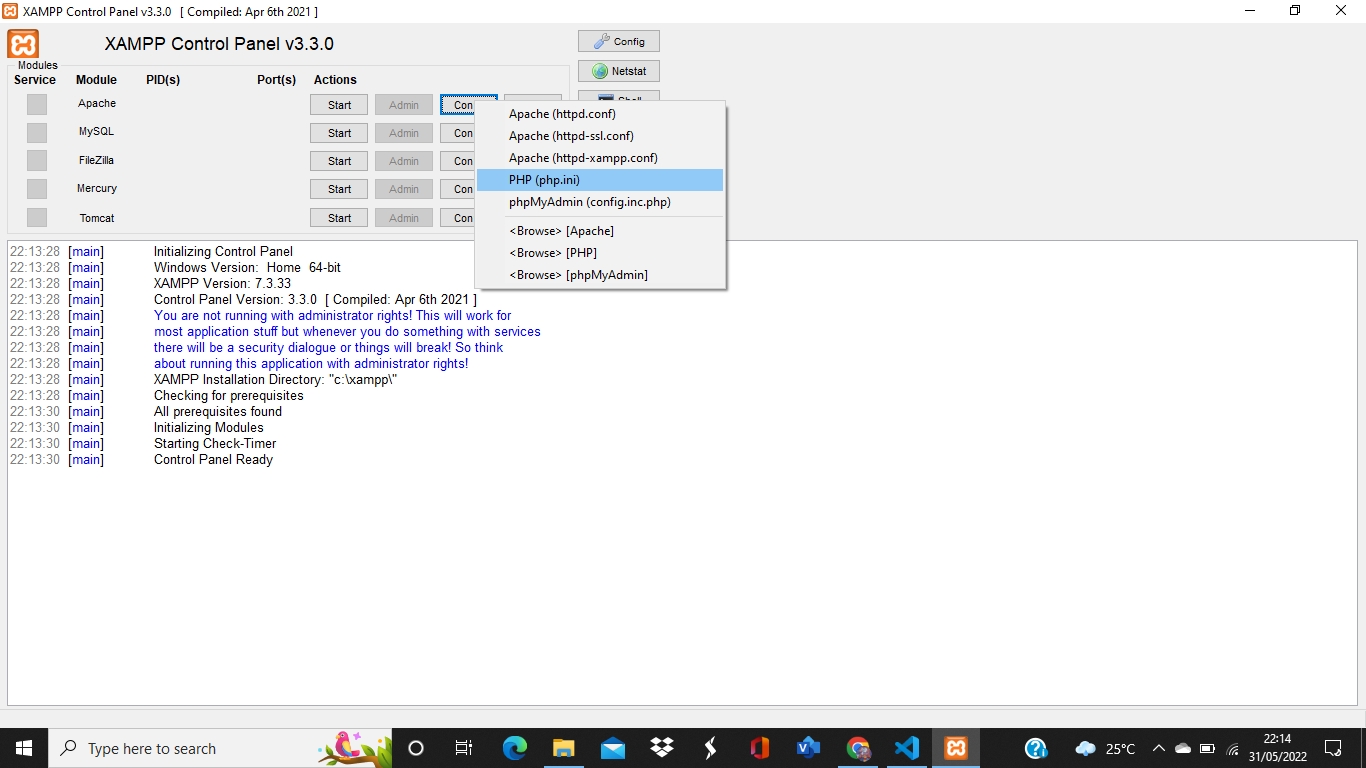 XAMPP Control Panel v3.3.0 [ Compiled: Apr 6th 2021 ]
XAMPP Control Panel v3.3.0
Config
Modules
Service Module PID(s) Port(s) Actions
Netstat
Shell
Apache Start Admin Con
MySQL Start Admin Con
FileZilla Start Admin Con
Mercury Start Admin Con
Tomcat Start Admin Con
Apache (httpd.conf)
Apache (httpd-ssl.conf)
Apache (httpd-xampp.conf)
PHP (php.ini)
phpMyAdmin (config.inc.php)
<Browse> [Apache]
<Browse> [PHP]
<Browse> [phpMyAdmin]
22:13:28 [main] Initializing Control Panel
22:13:28 [main] Windows Version: Home 64-bit
22:13:28 [main] XAMPP Version: 7.3.33
22:13:28 [main] Control Panel Version: 3.3.0 [ Compiled: Apr 6th 2021 ]
22:13:28 [main] You are not running with administrator rights! This will work for
22:13:28 [main] most application stuff but whenever you do something with services
22:13:28 [main] there will be a security dialogue or things will break! So think
22:13:28 [main] about running this application with administrator rights!
22:13:28 [main] XAMPP Installation Directory: "c:\xampp\"
22:13:28 [main] Checking for prerequisites
22:13:30 [main] All prerequisites found
22:13:30 [main] Initializing Modules
22:13:30 [main] Starting Check-Timer
22:13:30 [main] Control Panel Ready
Type here to search
25°C
22:14
31/05/2022